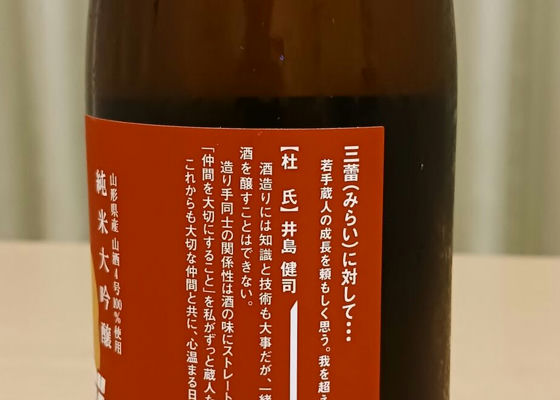 三蕾(みらい)に対して・・・
若手蔵人の成長を頼もしく思う。我を超え
【杜 氏】井島 健司
酒造りには知識と技術も大事だが、一緒
酒を醸すことはできない。
造り手同士の関係性は酒の味にストレート
「仲間を大切にすること」を私がずっと蔵人た
これからも大切な仲間と共に、心温まる日
山形県産 山酒4号100%使用
純米大吟醸